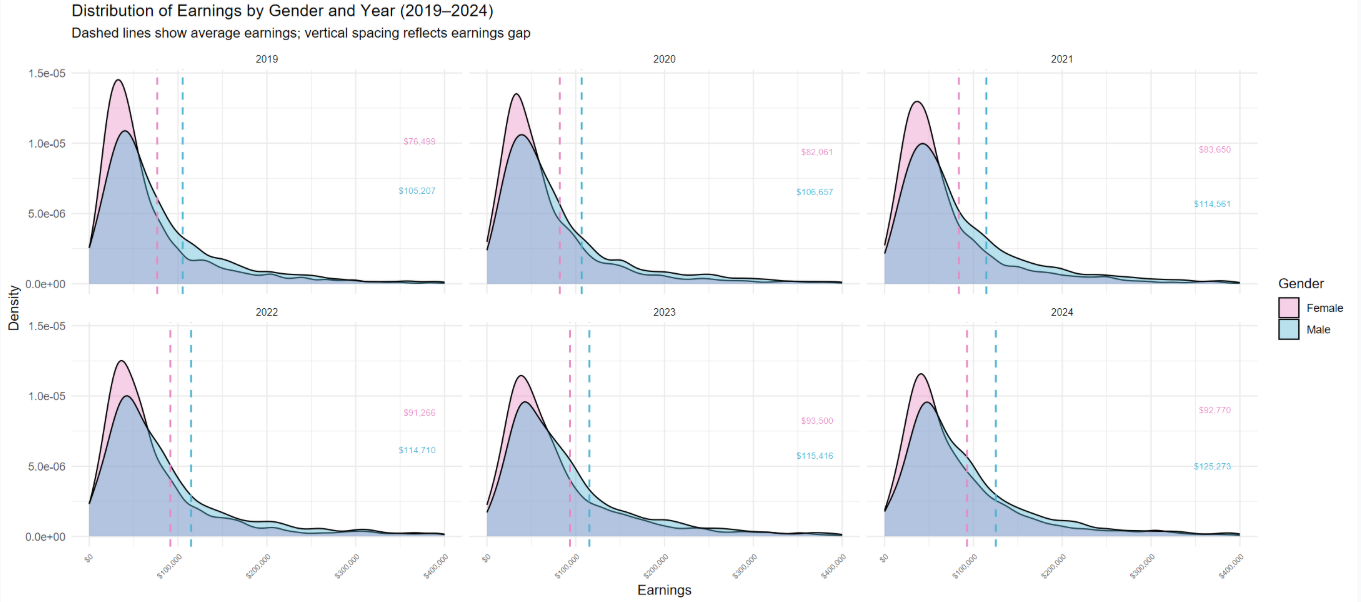 Distribution of Earnings by Gender and Year (2019–2024)
Dashed lines show average earnings; vertical spacing reflects earnings gap
2019
2020
2021
1.5e-05
1.0e-05
5.0e-06
0.0e+00
$76,499
$105,207
$82,061
$106,657
$83,650
$114,561
2022
2023
2024
1.5e-05
1.0e-05
5.0e-06
0.0e+00
$91,266
$114,710
$93,500
$115,416
$92,770
$125,273
$0
$100,000
$200,000
$300,000
$400,000
$0
$100,000
$200,000
$300,000
$400,000
$0
$100,000
$200,000
$300,000
$400,000
Earnings
Density
Gender
Female
Male